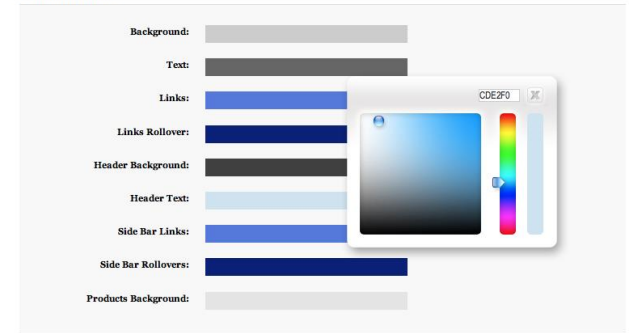 Background:
Text:
CDE2F0
Links:
Links Rollover:
Header Background:
Header Text:
Side Bar Links:
Side Bar Rollovers:
Products Background: